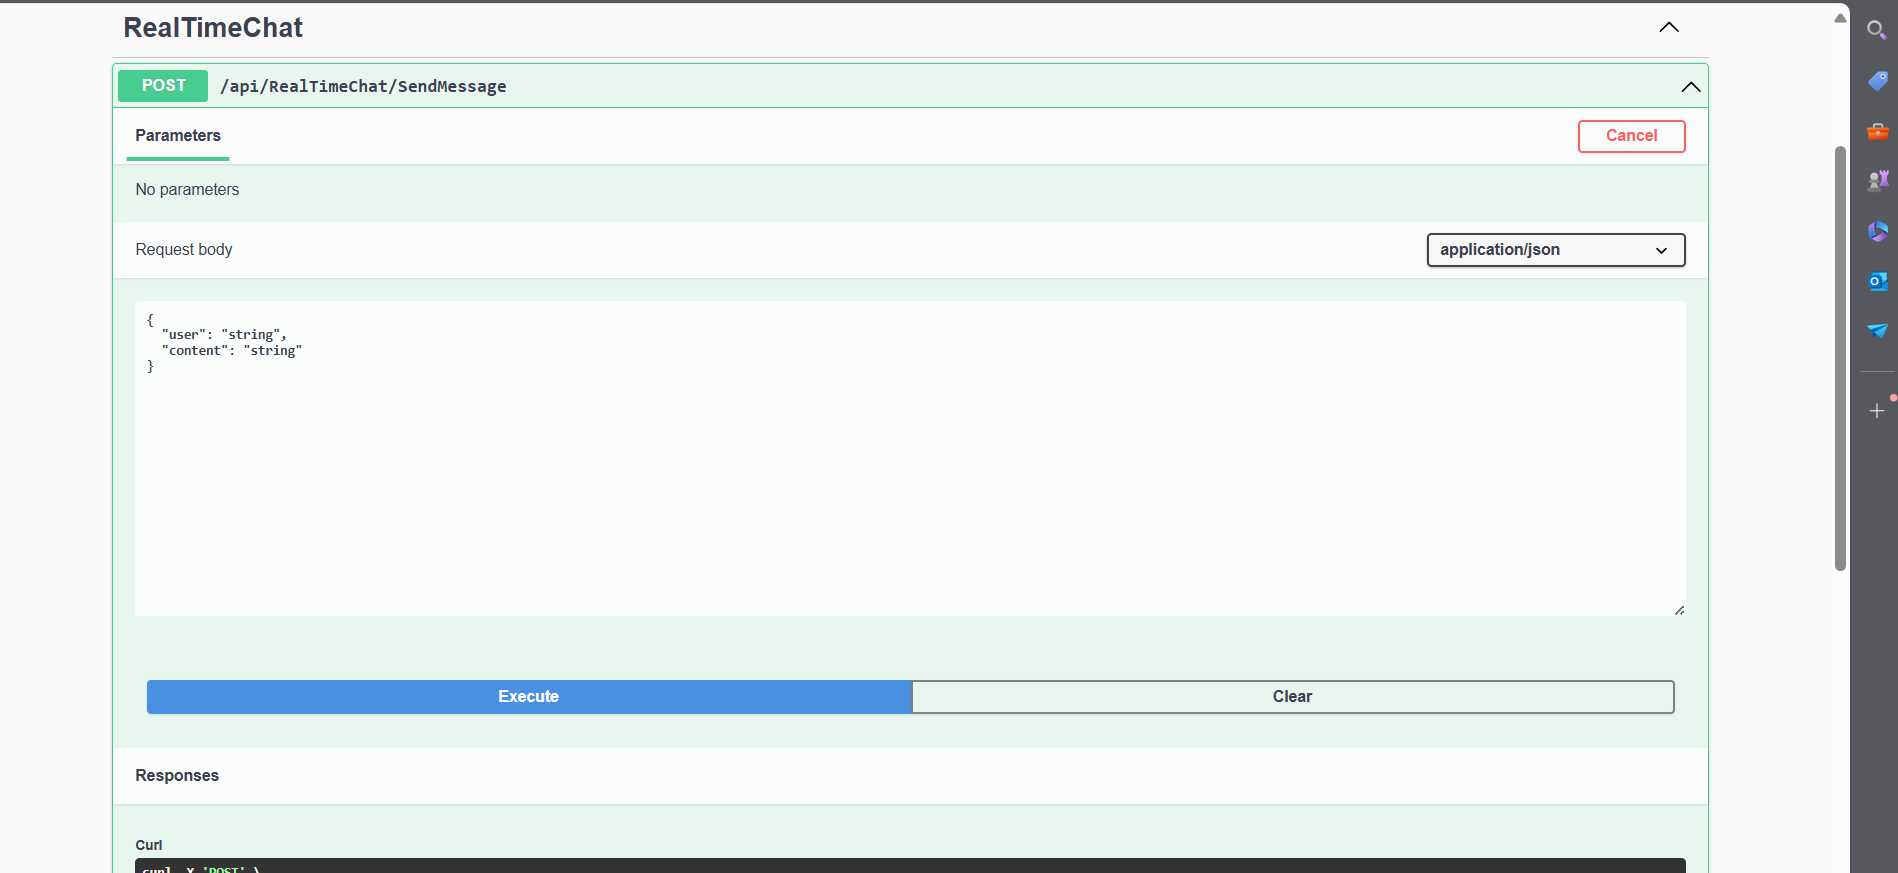 RealTimeChat
POST /api/RealTimeChat/SendMessage
Parameters
Cancel
No parameters
Request body
application/json
{
"user": "string",
"content": "string"
}
Execute
Clear
Responses
Curl
curl -X 'POST' \